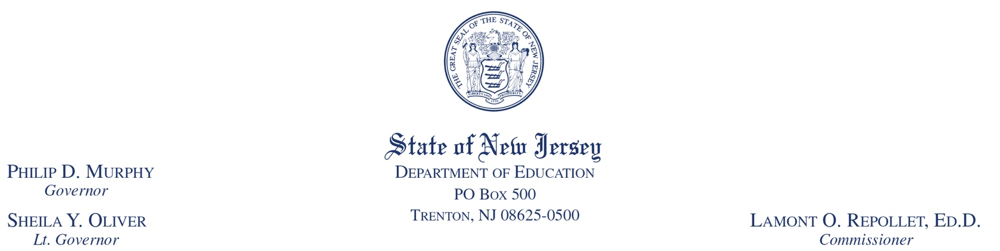 THE GREAT SEAL OF THE STATE OF NEW JERSEY
LIBERTY AND PROSPERITY
1776
State of New Jersey
DEPARTMENT OF EDUCATION
PO BOX 500
TRENTON, NJ 08625-0500
PHILIP D. MURPHY
Governor
SHEILA Y. OLIVER
Lt. Governor
LAMONT O. REPOLLET, ED.D.
Commissioner